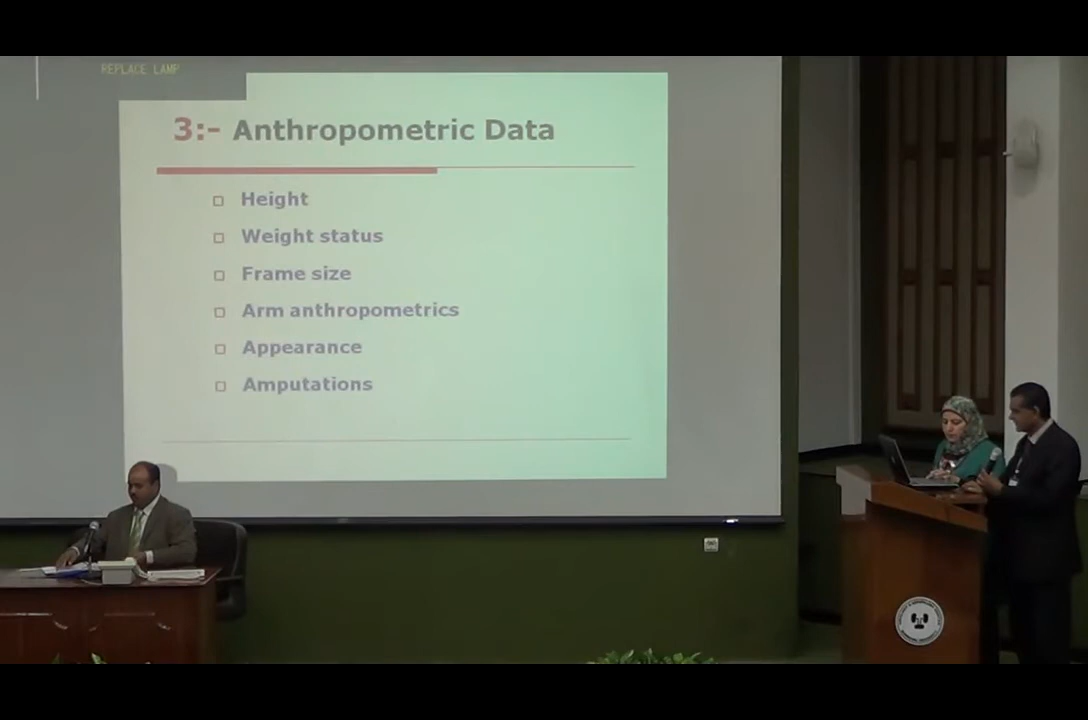 REPLACE LAMP
3:- Anthropometric Data
Height
Weight status
Frame size
Arm anthropometrics
Appearance
Amputations